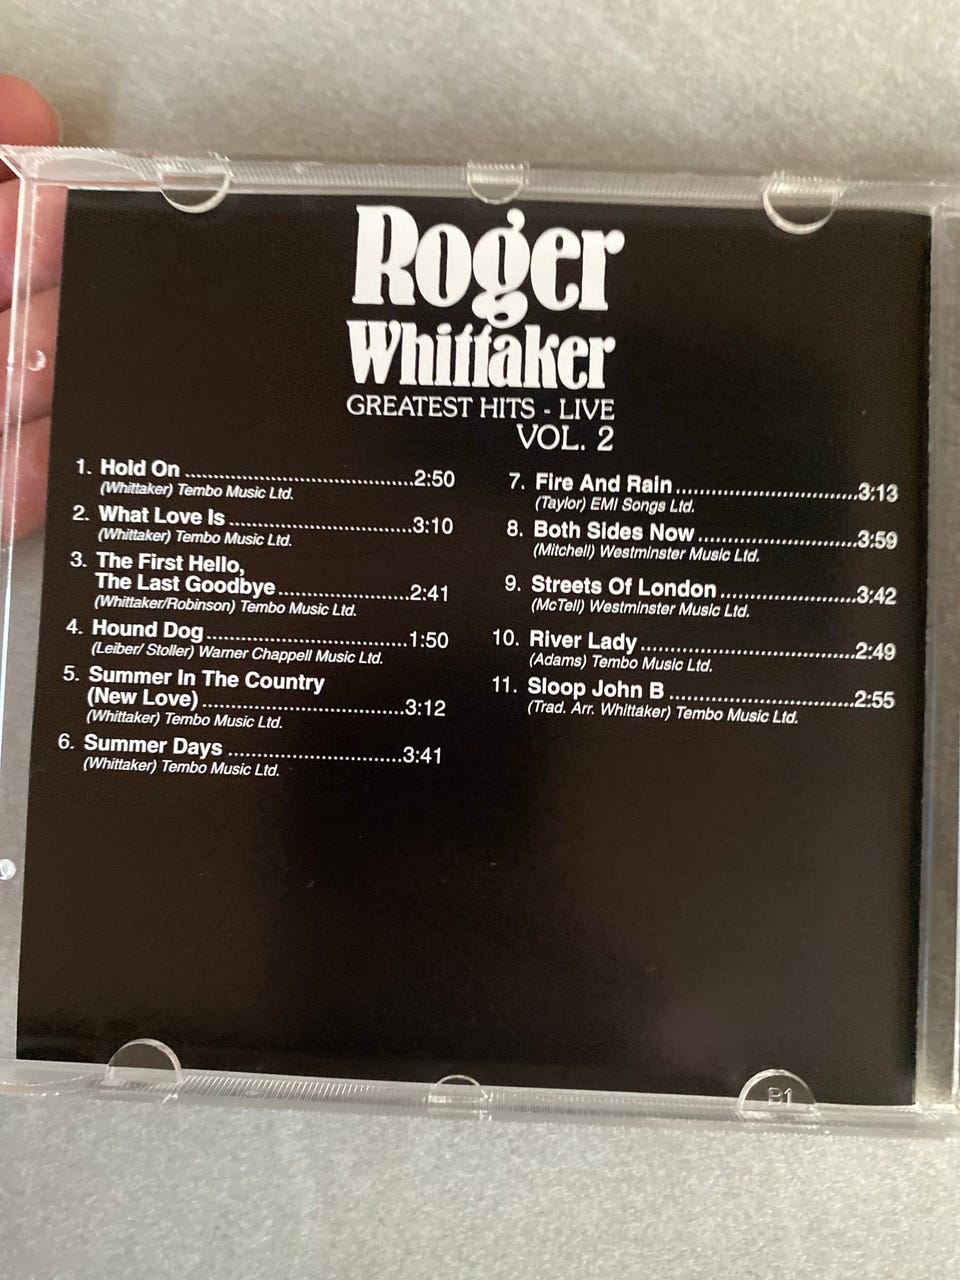 Roger
Whittaker
GREATEST HITS - LIVE
VOL. 2
1. Hold On ...............................................2:50
(Whittaker) Tembo Music Ltd.
2. What Love Is ......................................3:10
(Whittaker) Tembo Music Ltd.
3. The First Hello,
The Last Goodbye...........................2:41
(Whittaker/Robinson) Tembo Music Ltd.
4. Hound Dog..........................................1:50
(Leiber/ Stoller) Warner Chappell Music Ltd.
5. Summer In The Country
(New Love) ..........................................3:12
(Whittaker) Tembo Music Ltd.
6. Summer Days ....................................3:41
(Whittaker) Tembo Music Ltd.
7. Fire And Rain......................................3:13
(Taylor) EMI Songs Ltd.
8. Both Sides Now .................................3:59
(Mitchell) Westminster Music Ltd.
9. Streets Of London .............................3:42
(McTell) Westminster Music Ltd.
10. River Lady.............................................2:49
(Adams) Tembo Music Ltd.
11. Sloop John B .......................................2:55
(Trad. Arr. Whittaker) Tembo Music Ltd.
B1